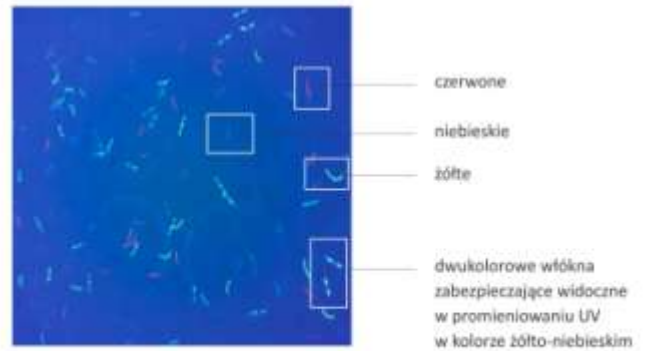 czerwone
niebieskie
żółte
dwukolorowe włókna
zabezpieczające widoczne
w promieniowaniu UV
w kolorze żółto-niebieskim